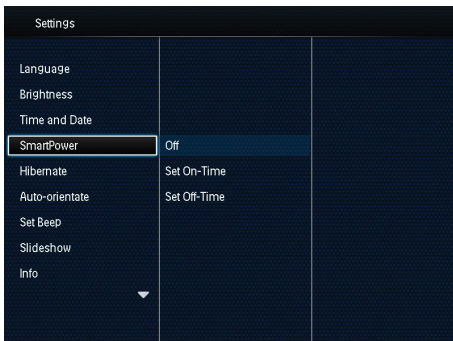 Settings
Language
Brightness
Time and Date
SmartPower
Off
Hibernate
Set On-Time
Auto-orientate
Set Off-Time
Set Beep
Slideshow
Info